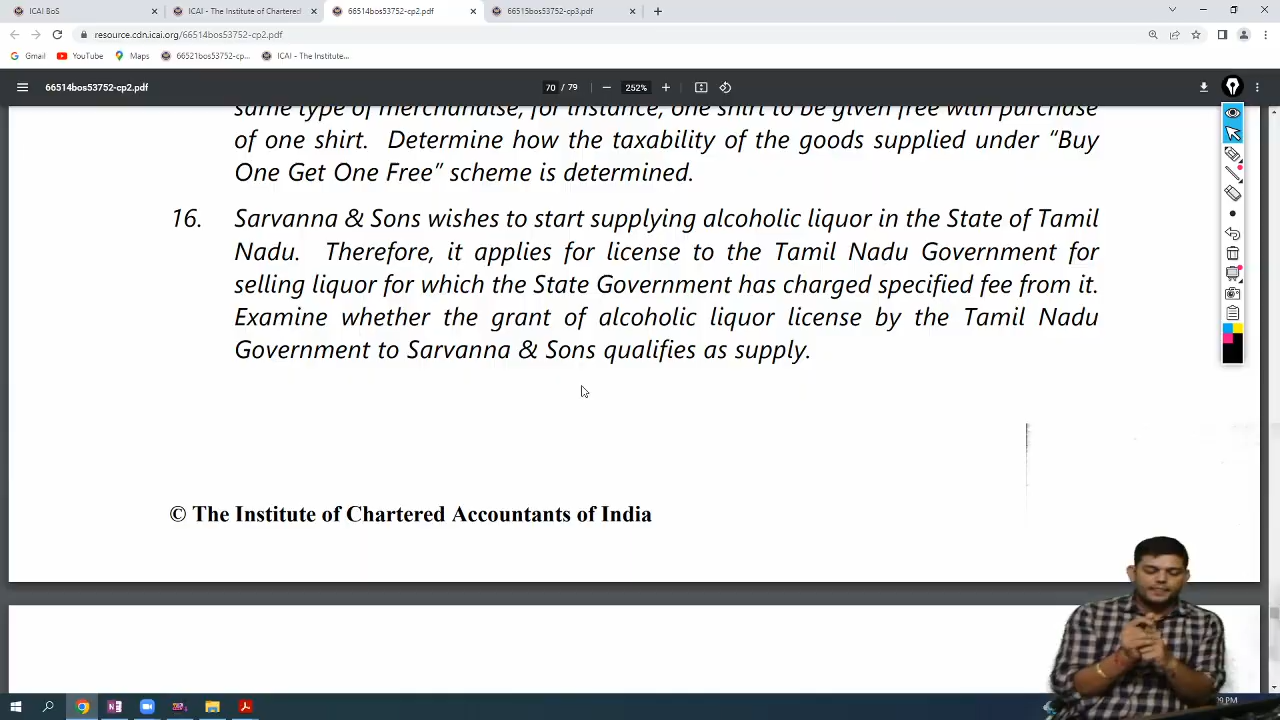 ICAI BoS
ICAI - The Institute of Chartered
66514bos53752-cp2.pdf
66515bos53752-cp3.pdf
resource.cdn.icai.org/66514bos53752-cp2.pdf
Gmail
YouTube
Maps
66521bos53752-cp...
ICAI - The Institute...
66514bos53752-cp2.pdf
70 / 79
252%
same type of merchandise, for instance, one shirt to be given free with purchase
of one shirt. Determine how the taxability of the goods supplied under “Buy
One Get One Free” scheme is determined.
16. Sarvanna & Sons wishes to start supplying alcoholic liquor in the State of Tamil
Nadu. Therefore, it applies for license to the Tamil Nadu Government for
selling liquor for which the State Government has charged specified fee from it.
Examine whether the grant of alcoholic liquor license by the Tamil Nadu
Government to Sarvanna & Sons qualifies as supply.
© The Institute of Chartered Accountants of India